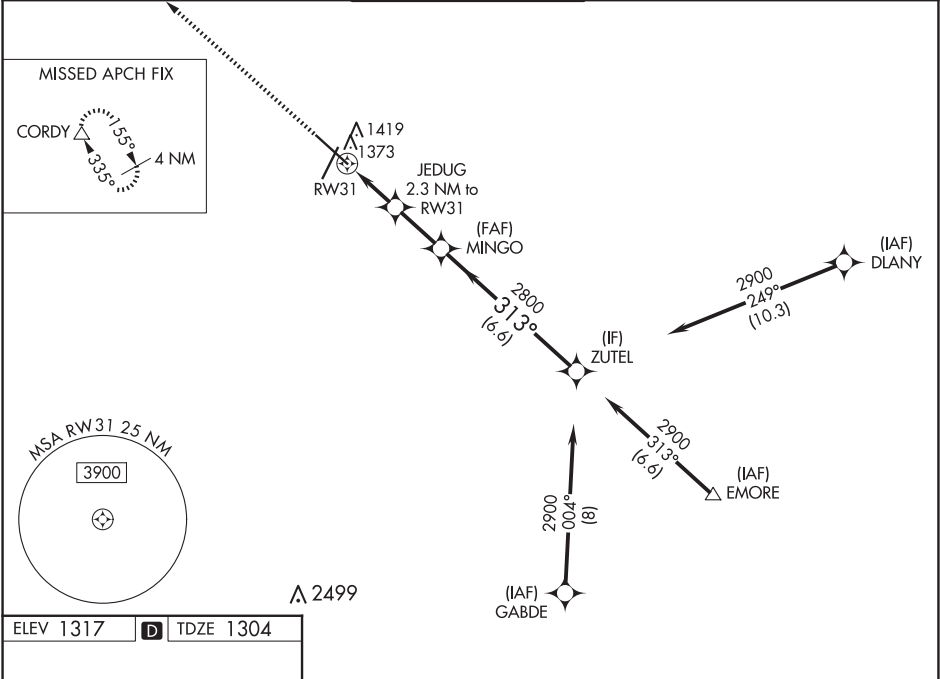 MISSED APCH FIX
CORDY
155°
335°
4 NM
1419
1373
RW31
JEDUG
2.3 NM to
RW31
(FAF)
MINGO
2800
313°
(6.6)
(IF)
ZUTEL
(IAF)
DLANY
2900
249°
(10.3)
2900
313°
(6.6)
(IAF)
EMORE
2900
004°
(8)
(IAF)
GABDE
MSA RW31 25 NM
3900
2499
ELEV 1317 D TDZE 1304